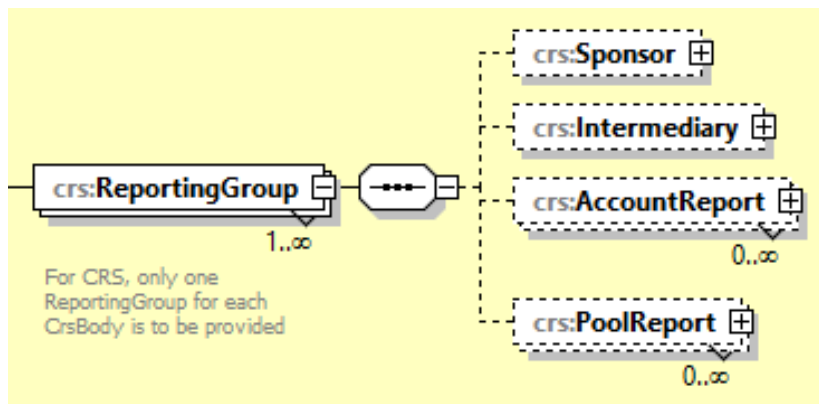 crs:Sponsor
crs:Intermediary
crs:ReportingGroup
crs:AccountReport
1..∞
0..∞
For CRS, only one
ReportingGroup for each
CrsBody is to be provided
crs:PoolReport
0..∞